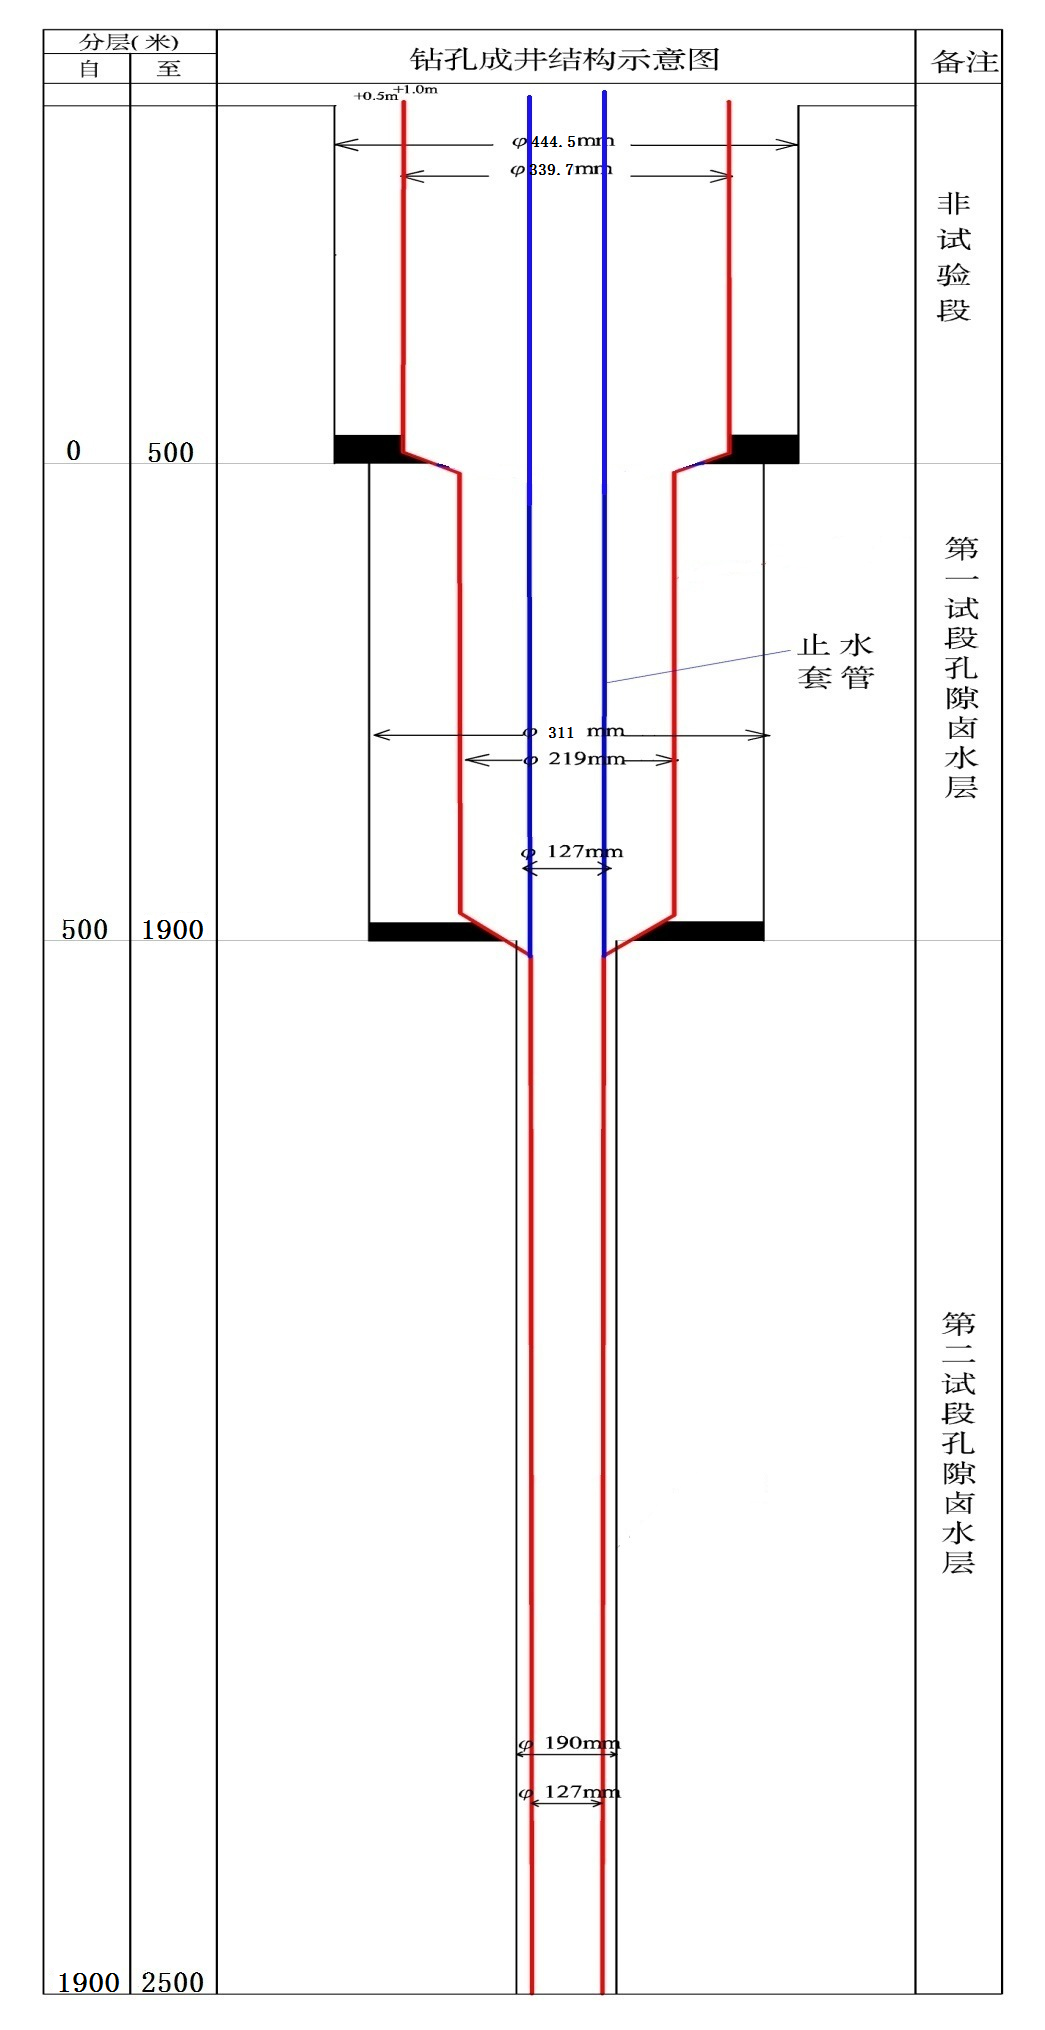 分层(米)
自 至
钻孔成井结构示意图
备注
+0.5m
+1.0m
φ444.5mm
φ339.7mm
非试验段
0 500
第一试段孔隙卤水层
止水
套管
φ 311 mm
φ 219mm
φ 127mm
500 1900
第二试段孔隙卤水层
φ 190mm
φ 127mm
1900 2500